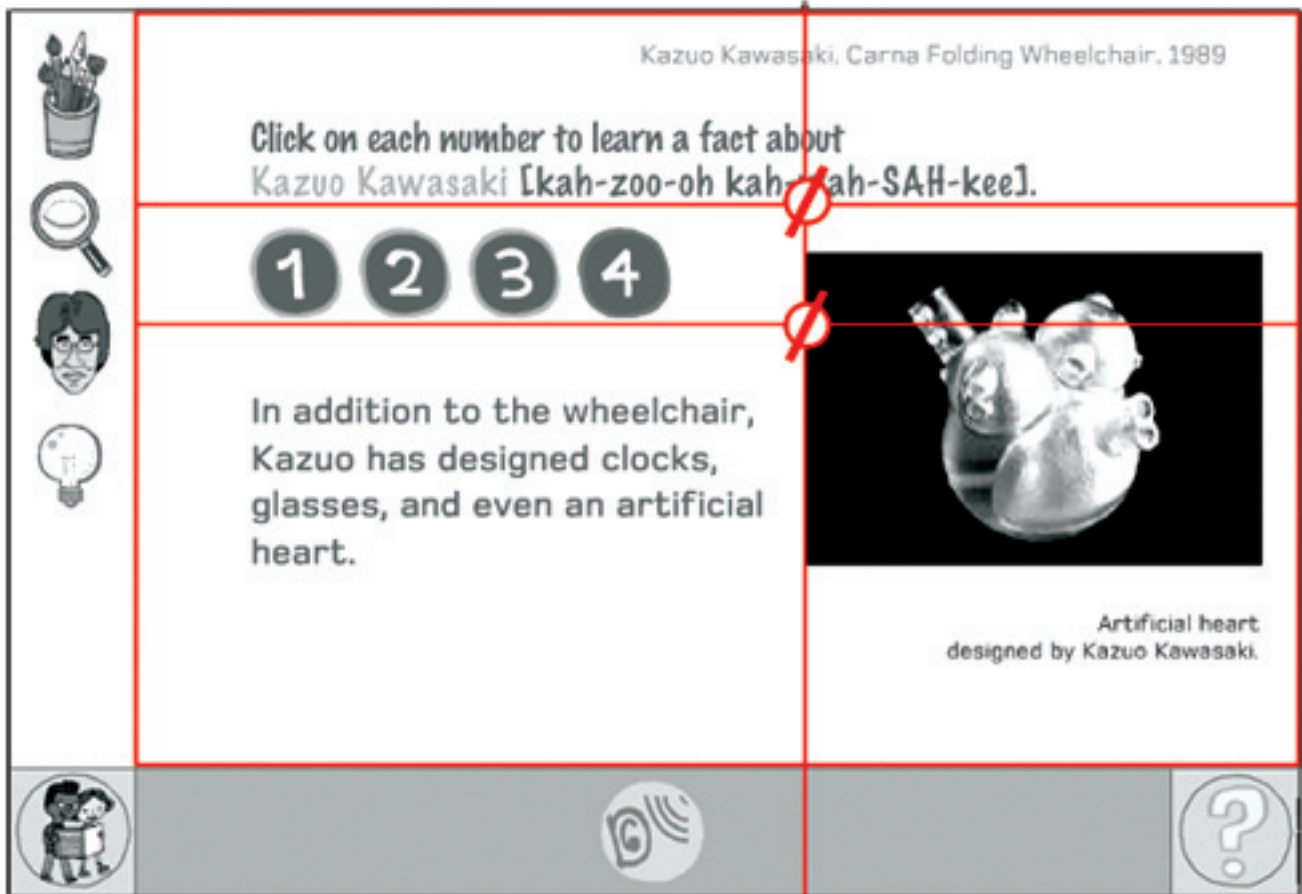 Kazuo Kawasaki. Carna Folding Wheelchair. 1989
Click on each number to learn a fact about
Kazuo Kawasaki [kah-zoo-oh kah-wah-SAH-kee].
1 2 3 4
In addition to the wheelchair,
Kazuo has designed clocks,
glasses, and even an artificial
heart.
Artificial heart
designed by Kazuo Kawasaki.
?